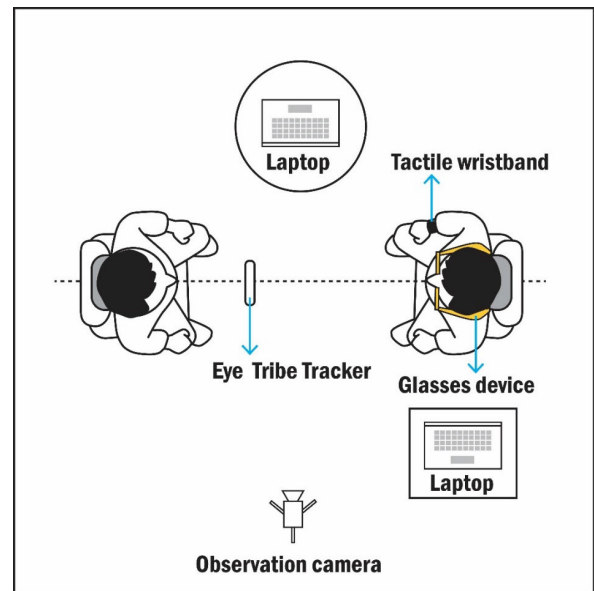 Laptop
Tactile wristband
Eye Tribe Tracker
Glasses device
Laptop
Observation camera